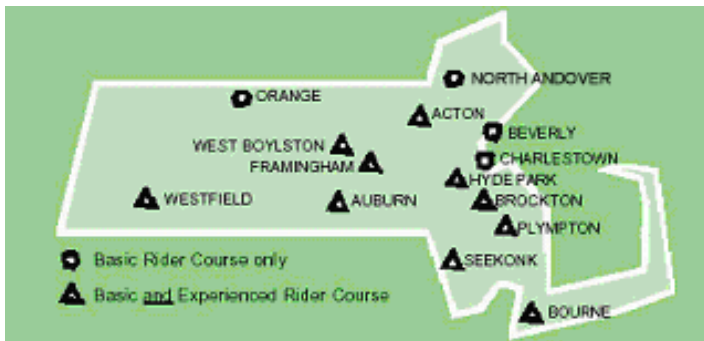 NORTH ANDOVER
ORANGE
ACTON
BEVERLY
WEST BOYLSTON
CHARLESTOWN
FRAMINGHAM
HYDE PARK
WESTFIELD
AUBURN
BROCKTON
PLYMPTON
Basic Rider Course only
SEEKONK
Basic and Experienced Rider Course
BOURNE